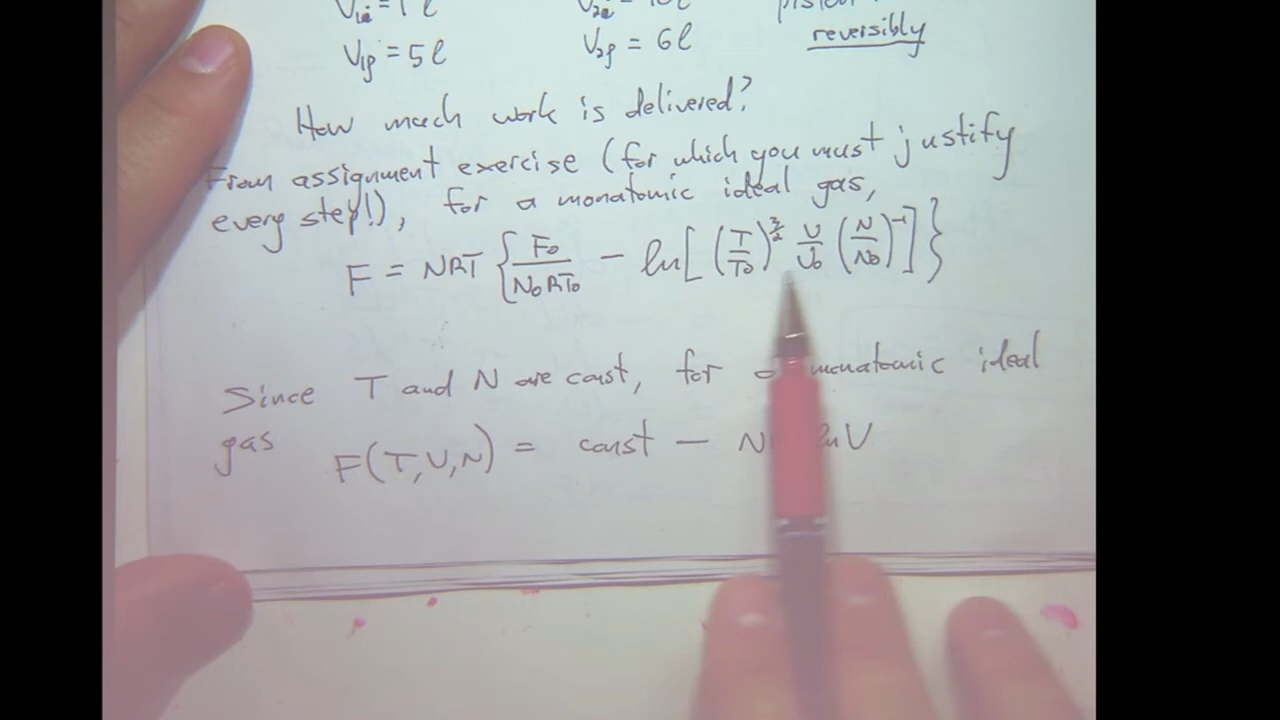 V₁ᵢ = 1 l V₂ᵢ = 10 l
V₁f = 5 l V₂f = 6 l reversibly
How much work is delivered?
From assignment exercise (for which you must justify
every step!), for a monatomic ideal gas,
F = NRT { F₀/(N₀RT₀) − ln[ (T/T₀)^(3/2) V/V₀ (N/N₀)^(-1) ] }
Since T and N are const, for a monatomic ideal
gas F(T,V,N) = const − N ln V